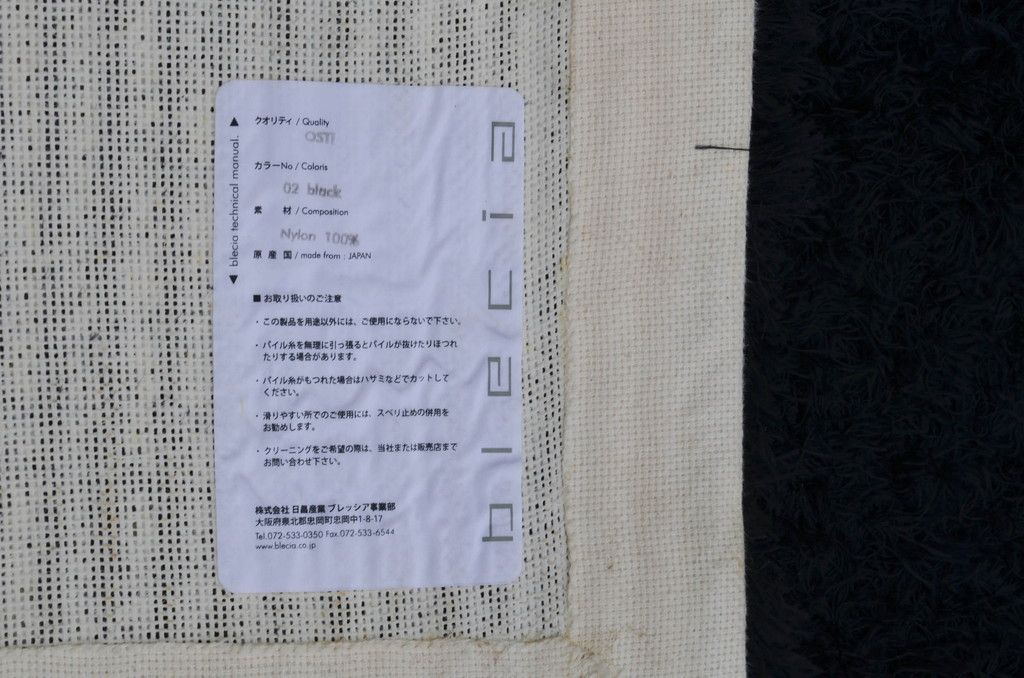 ▼ blecia technical manual. ▲
クオリティ / Quality
OSTI
カラーNo / Coloris
02 black
素　材 / Composition
Nylon 100%
原 産 国 / made from : JAPAN
■ お取り扱いのご注意
・この製品を用途以外には、ご使用にならないで下さい。
・パイル糸を無理に引っ張るとパイルが抜けたりほつれ
たりする場合があります。
・パイル糸がもつれた場合はハサミなどでカットして
ください。
・滑りやすい所でのご使用には、スベリ止めの併用を
お勧めします。
・クリーニングをご希望の際は、当社または販売店まで
お問い合わせ下さい。
株式会社 日昌産業 ブレッシア事業部
大阪府泉北郡忠岡町忠岡中1-8-17
Tel.072-533-0350 Fax.072-533-6544
www.blecia.co.jp
blecia